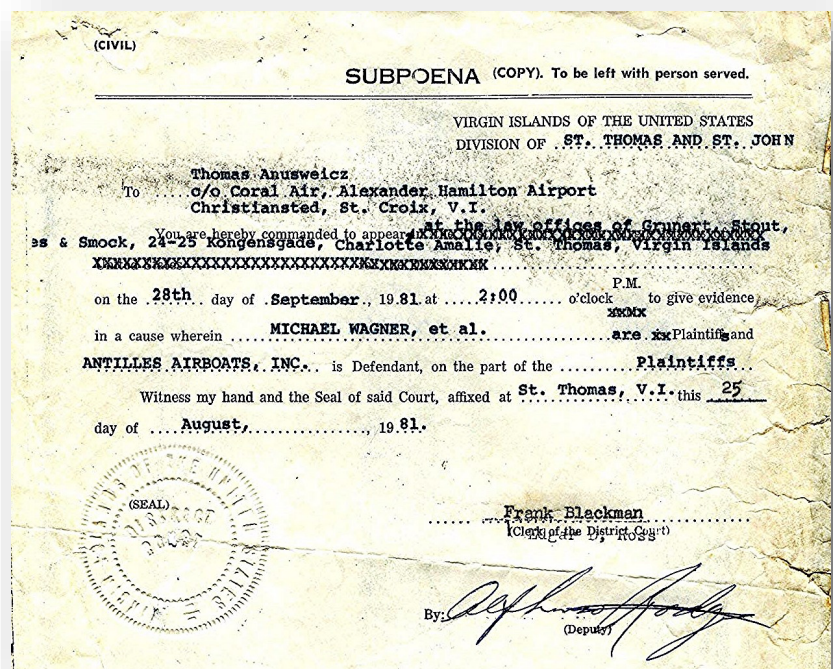 (CIVIL)
SUBPOENA (COPY). To be left with person served.
VIRGIN ISLANDS OF THE UNITED STATES
DIVISION OF ST. THOMAS AND ST. JOHN
Thomas Anusweicz
To c/o Coral Air, Alexander Hamilton Airport
Christiansted, St. Croix, V.I.
You are hereby commanded to appear at the law offices of Grunert, Stout,
es & Smock, 24-25 Kongensgade, Charlotte Amalie, St. Thomas, Virgin Islands
XXXXXXXXXXXXXXXXXXXXXXXXXXXXXXXXXXXXXXX
P.M.
on the 28th day of September, 19 81 at 2:00 o'clock to give evidence
in a cause wherein MICHAEL WAGNER, et al. are xx Plaintiffs and
ANTILLES AIRBOATS, INC. is Defendant, on the part of the Plaintiffs
Witness my hand and the Seal of said Court, affixed at St. Thomas, V.I. this 25
day of August, 19 81.
(SEAL)
Frank Blackman
(Clerk of the District Court)
By:
(Deputy)